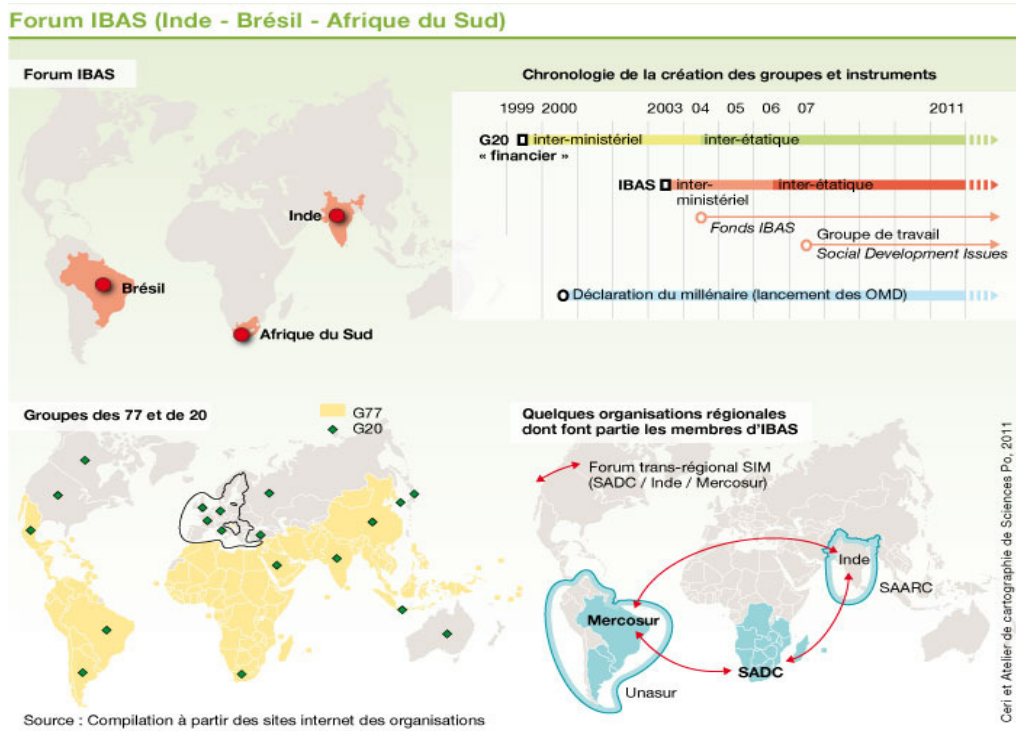 Forum IBAS (Inde - Brésil - Afrique du Sud)
Forum IBAS
Inde
Brésil
Afrique du Sud
Chronologie de la création des groupes et instruments
1999 2000 2003 04 05 06 07 2011
G20 inter-ministériel inter-étatique
« financier »
IBAS inter- inter-étatique
ministériel
Fonds IBAS
Groupe de travail
Social Development Issues
Déclaration du millénaire (lancement des OMD)
Groupes des 77 et de 20
G77
G20
Quelques organisations régionales
dont font partie les membres d'IBAS
Forum trans-régional SIM
(SADC / Inde / Mercosur)
Inde
SAARC
Mercosur
SADC
Unasur
Source : Compilation à partir des sites internet des organisations
Ceri et Atelier de cartographie de Sciences Po, 2011